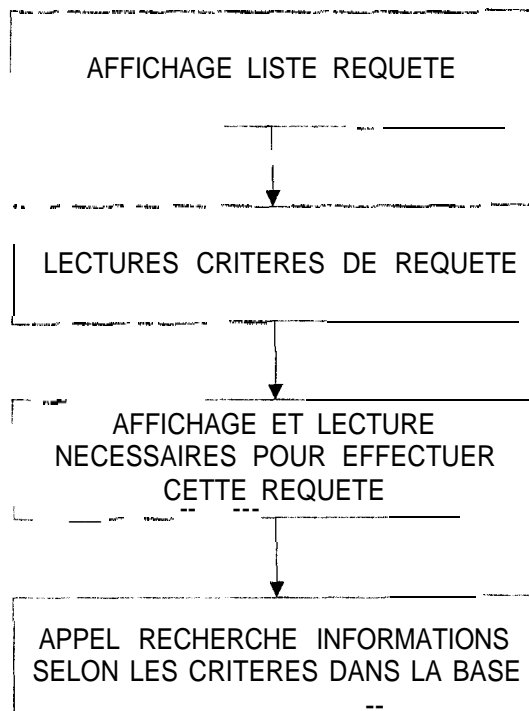 AFFICHAGE LISTE REQUETE
LECTURES CRITERES DE REQUETE
AFFICHAGE ET LECTURE
NECESSAIRES POUR EFFECTUER
CETTE REQUETE
APPEL RECHERCHE INFORMATIONS
SELON LES CRITERES DANS LA BASE